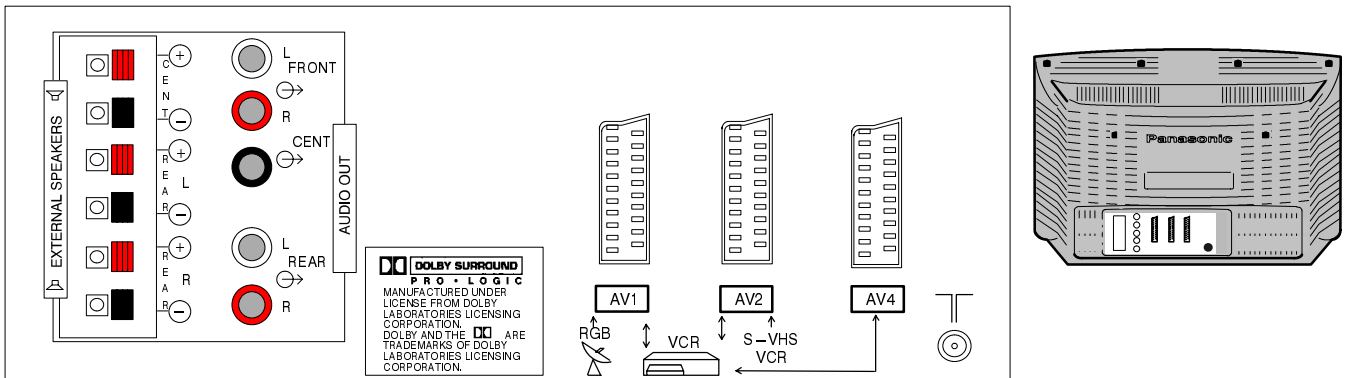 EXTERNAL SPEAKERS
+
CENT
−
+
REAR
L
−
+
REAR
R
−
L
FRONT
R
CENT
L
REAR
R
AUDIO OUT
DOLBY SURROUND
PRO • LOGIC
MANUFACTURED UNDER
LICENSE FROM DOLBY
LABORATORIES LICENSING
CORPORATION.
DOLBY AND THE ARE
TRADEMARKS OF DOLBY
LABORATORIES LICENSING
CORPORATION.
AV1
AV2
AV4
RGB
VCR
S-VHS
VCR
Panasonic